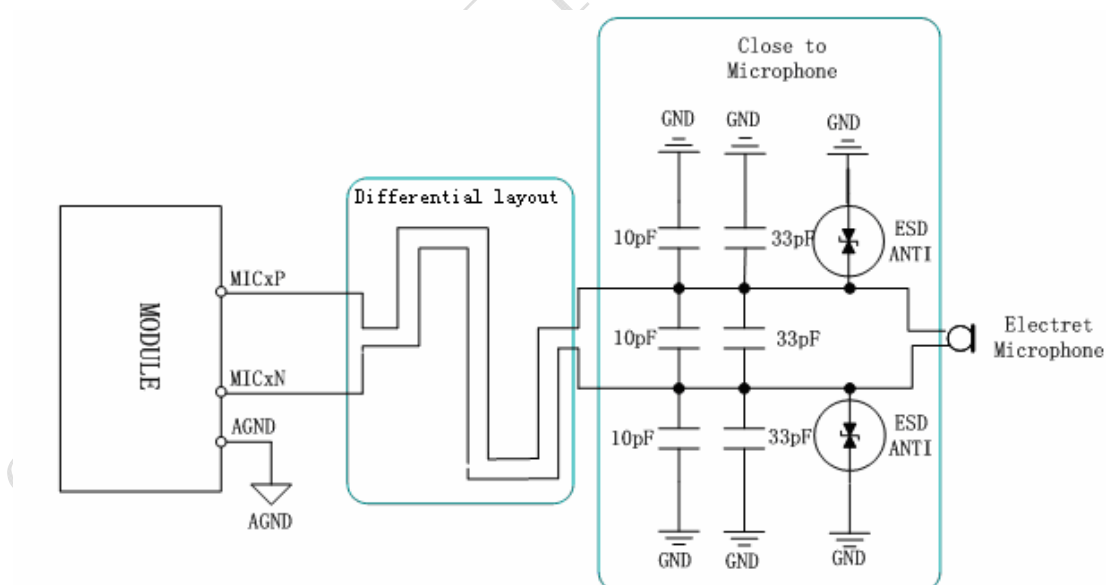 Close to
Microphone
GND
GND
GND
Differential layout
10pF
33pF
ESD
ANTI
MICxP
MODULE
10pF
33pF
Electret
Microphone
MICxN
AGND
10pF
33pF
ESD
ANTI
AGND
GND
GND
GND